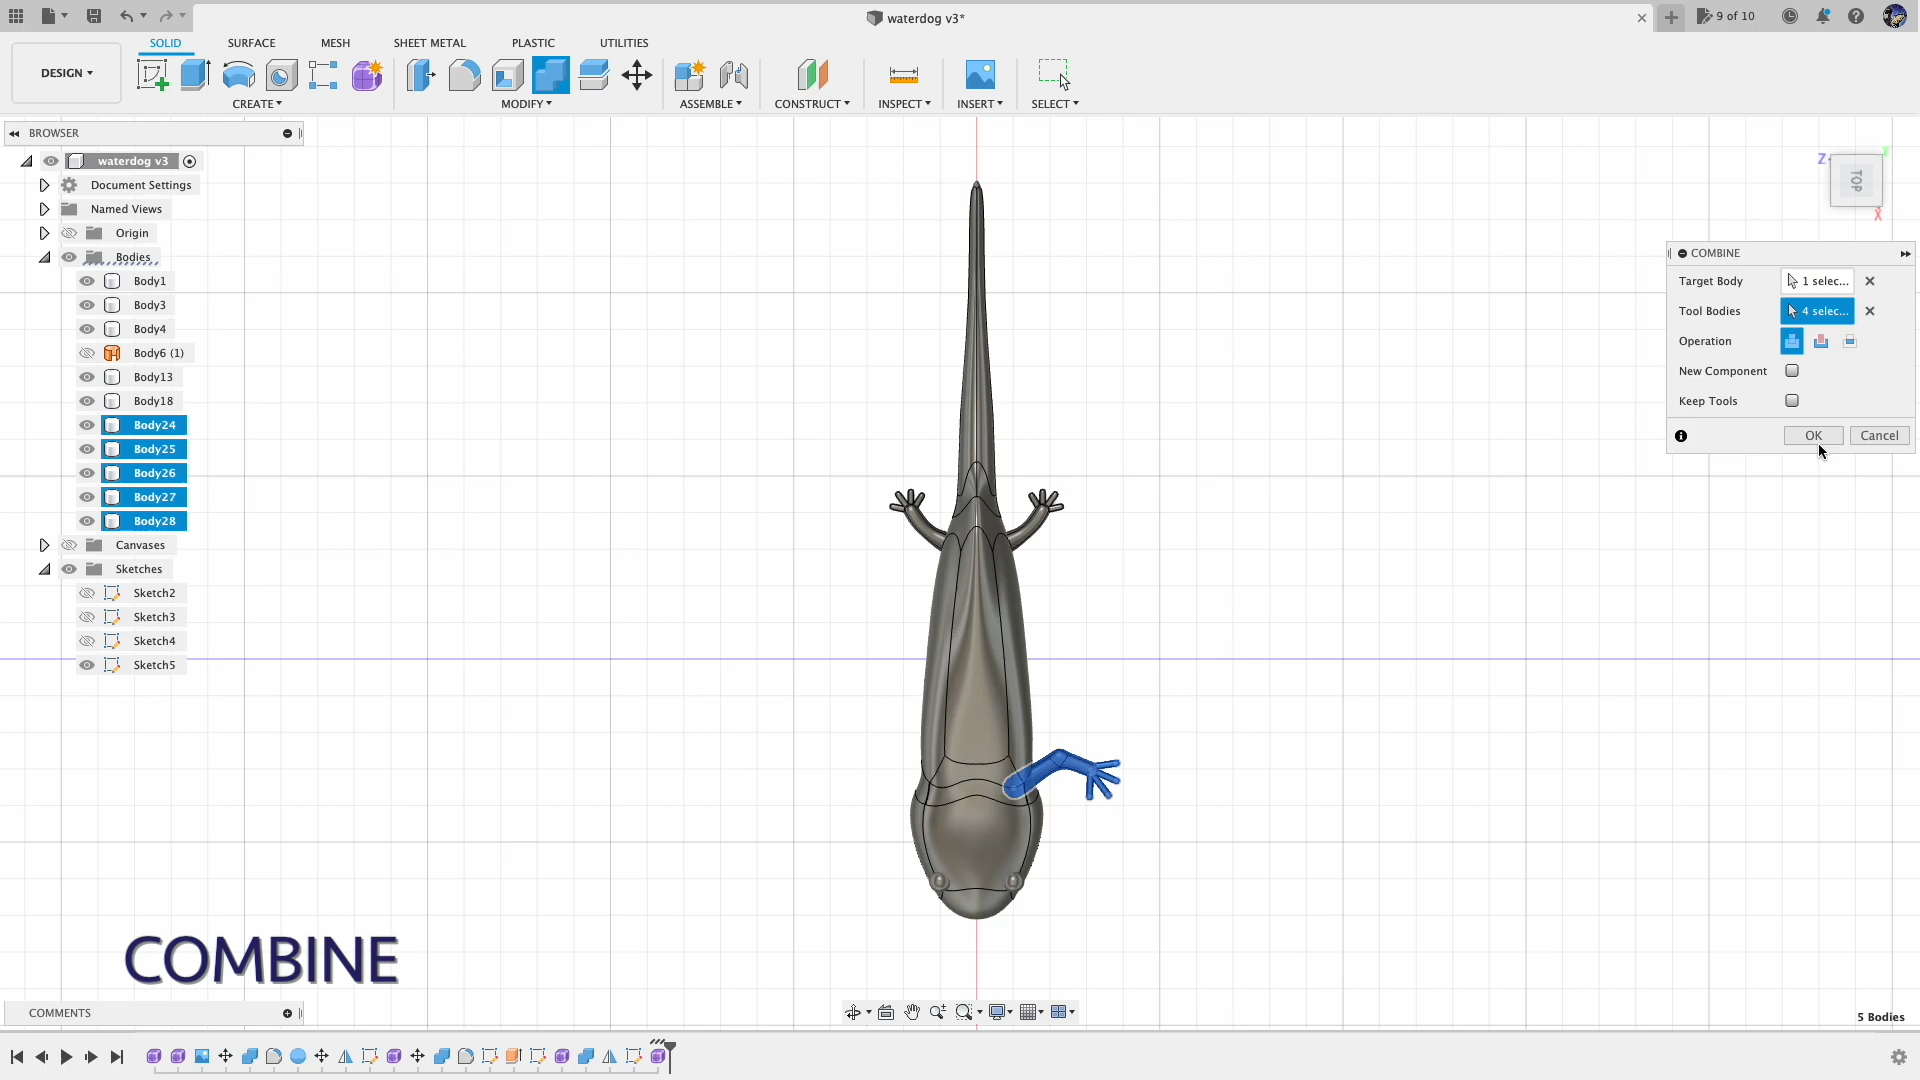 waterdog v3*
9 of 10
DESIGN
SOLID
SURFACE
MESH
SHEET METAL
PLASTIC
UTILITIES
CREATE
MODIFY
ASSEMBLE
CONSTRUCT
INSPECT
INSERT
SELECT
BROWSER
waterdog v3
Document Settings
Named Views
Origin
Bodies
Body1
Body3
Body4
Body6 (1)
Body13
Body18
Body24
Body25
Body26
Body27
Body28
Canvases
Sketches
Sketch2
Sketch3
Sketch4
Sketch5
Z
Y
TOP
X
COMBINE
Target Body
1 selec...
Tool Bodies
4 selec...
Operation
New Component
Keep Tools
OK
Cancel
COMBINE
COMMENTS
5 Bodies